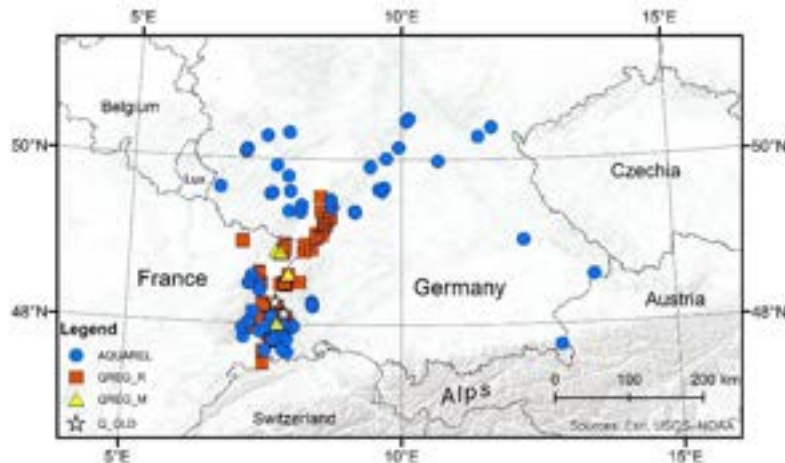 5°E 10°E 15°E
Belgium
50°N 50°N
Lux
Czechia
France
Germany
48°N 48°N
Austria
Legend
AQUAREL
GREG_R
GREG_M
G_OLD
Alps
0 100 200 km
Switzerland
Sources: Esri, USGS, NOAA
5°E 10°E 15°E